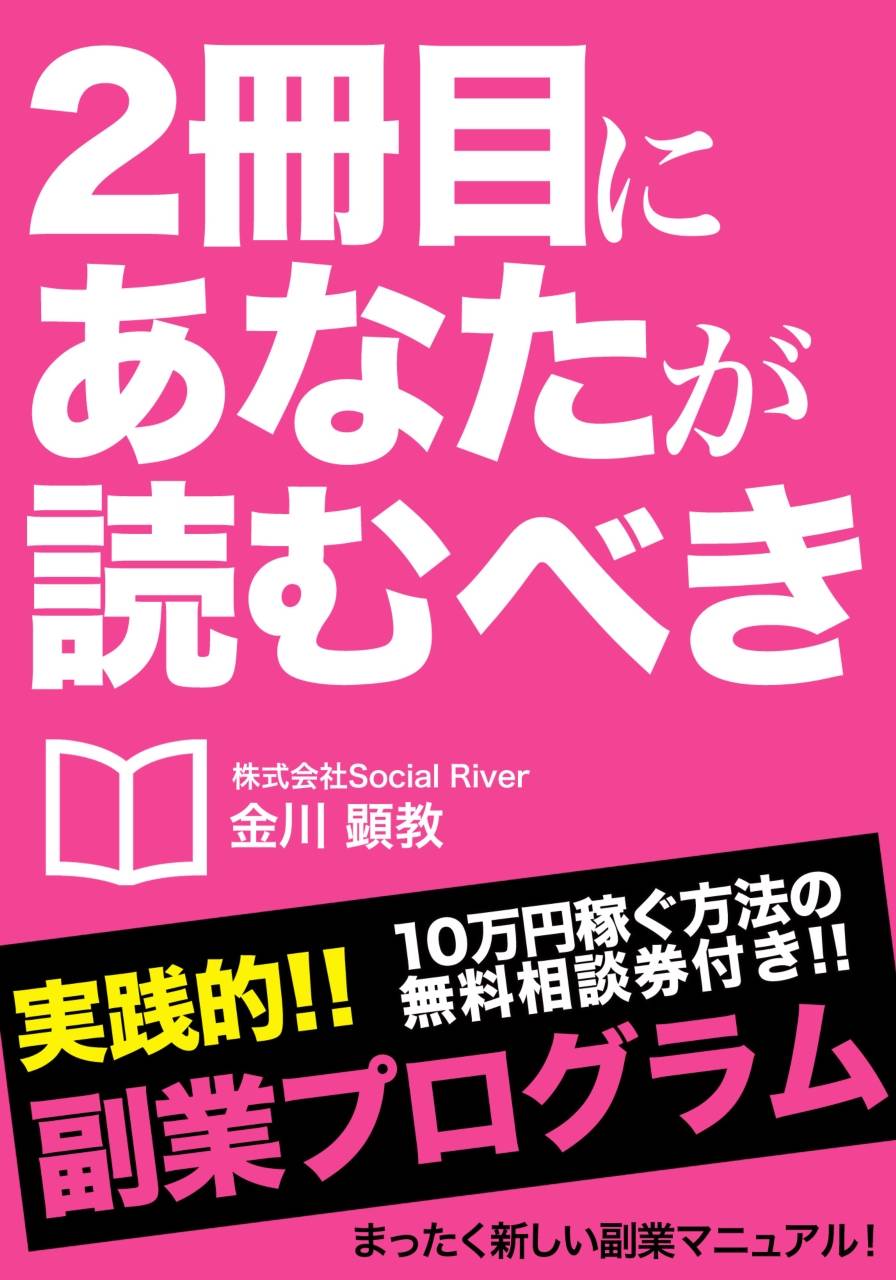 2冊目に
あなたが
読むべき
株式会社Social River
金川 顕教
実践的!!
10万円稼ぐ方法の
無料相談券付き!!
副業プログラム
まったく新しい副業マニュアル!